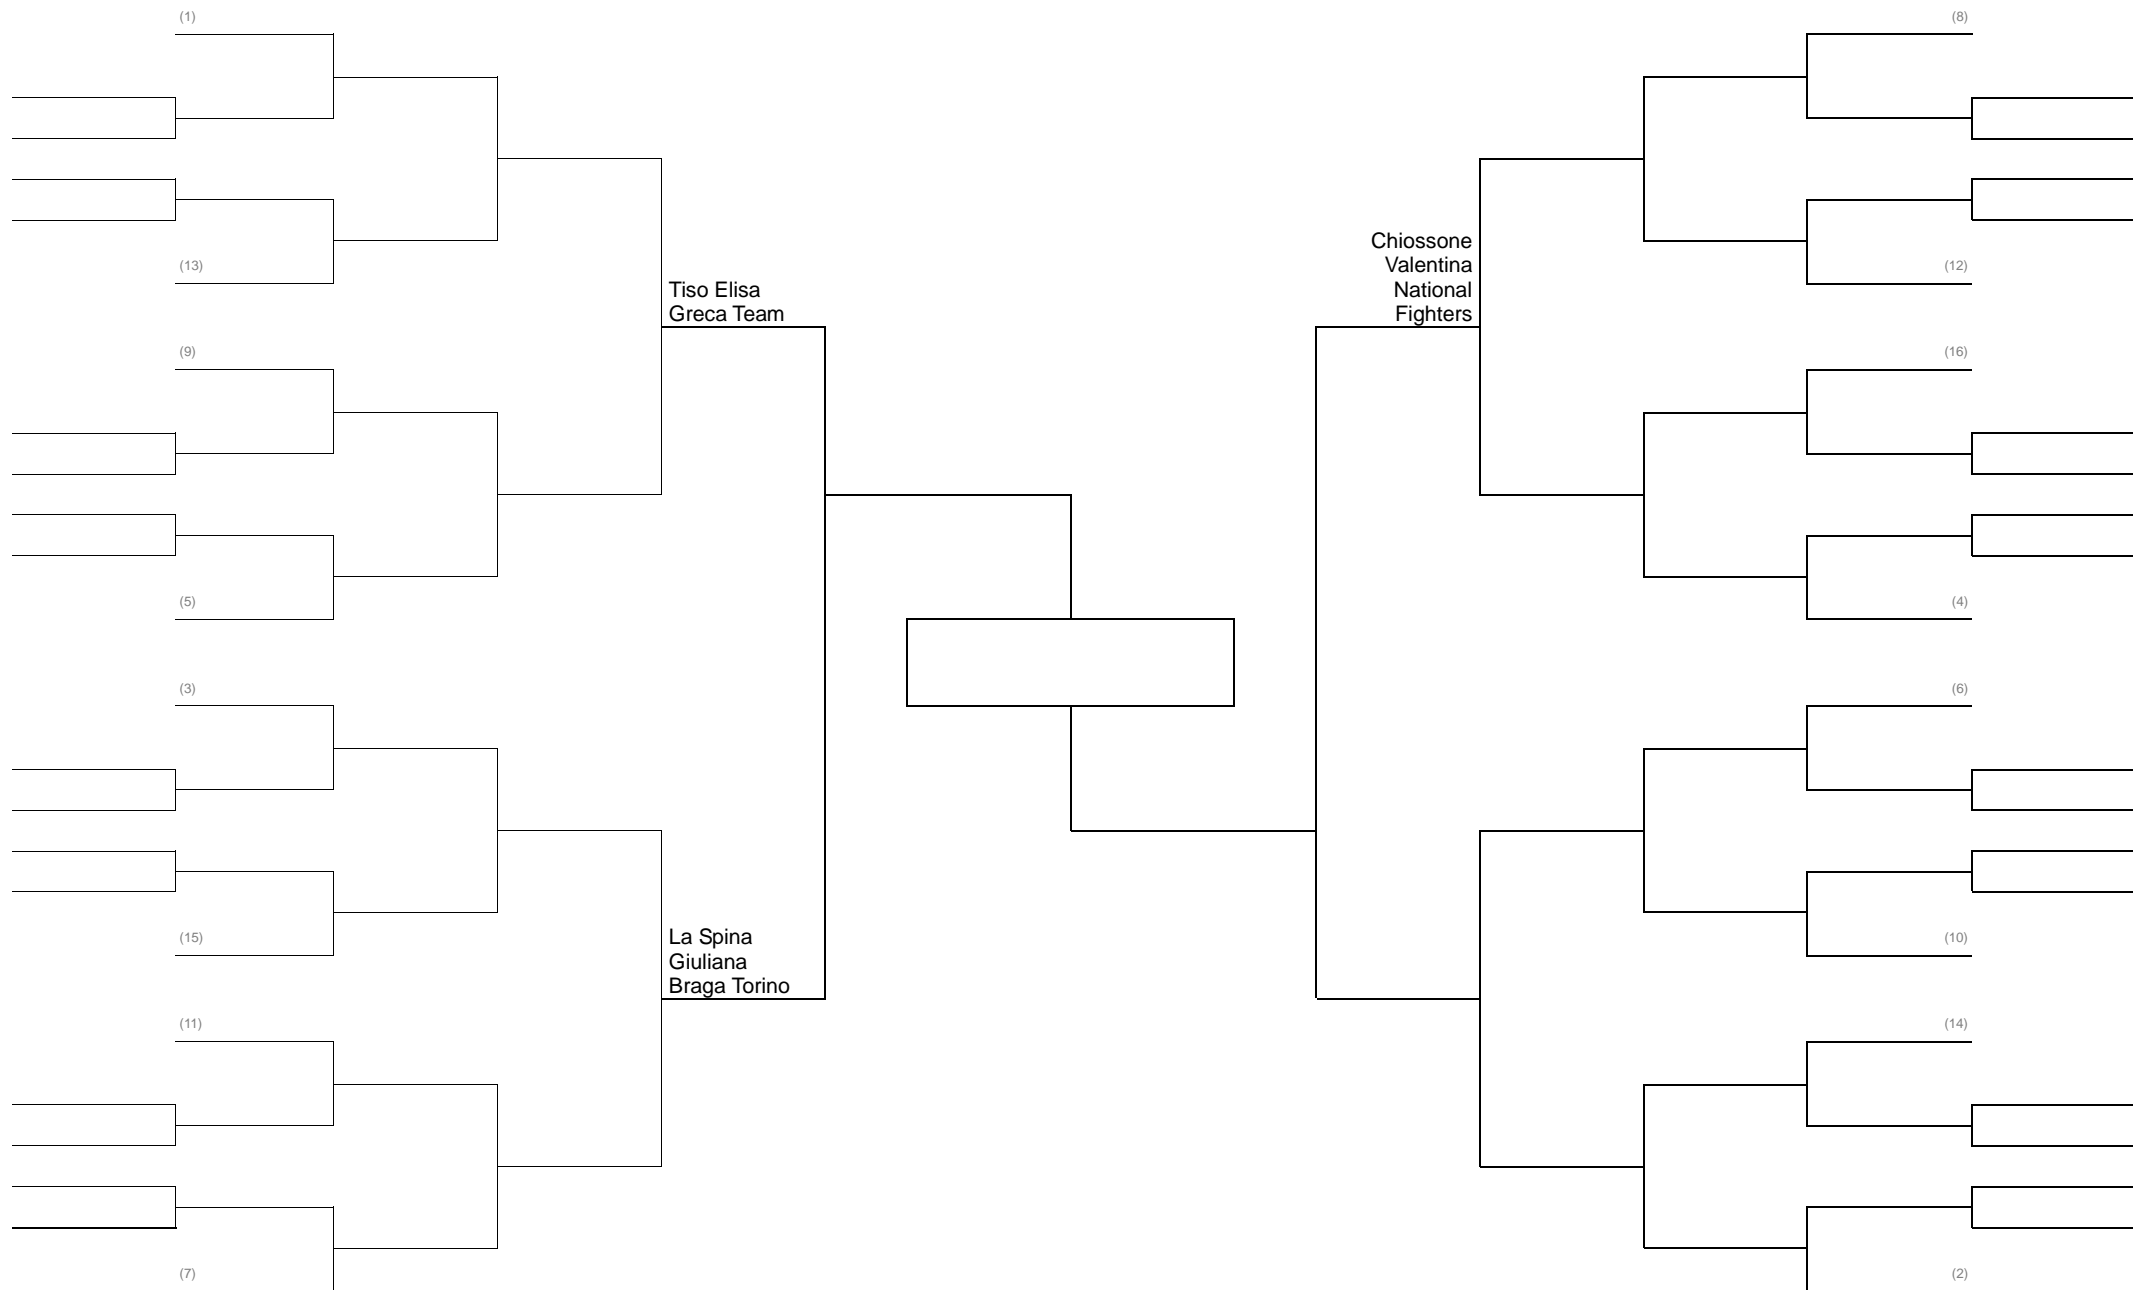 (1)
(8)
Chiossone
Valentina
(13)
(12)
Tiso Elisa
National
Greca Team
Fighters
(9)
(16)
(5)
(4)
(3)
(6)
La Spina
(15)
(10)
Giuliana
Braga Torino
(11)
(14)
(7)
(2)